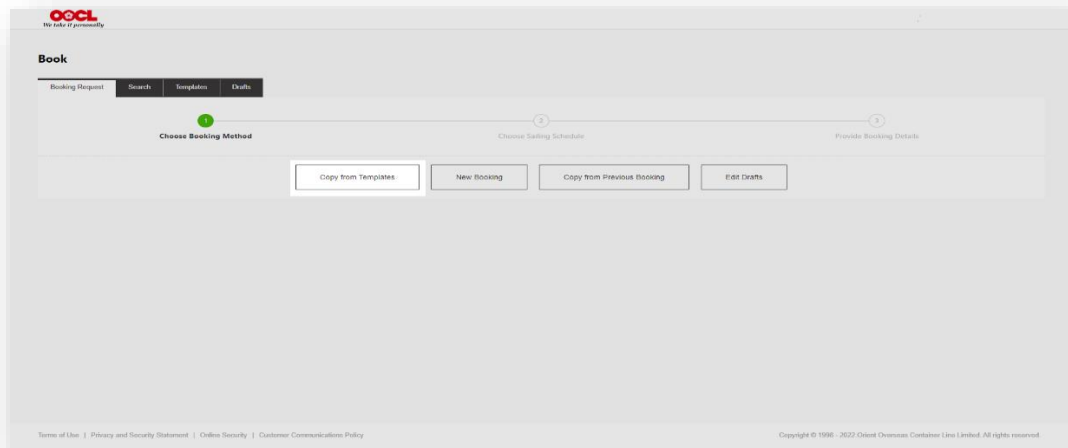 OOCL
We take it personally
Book
Booking Request Search Templates Drafts
1 2 3
Choose Booking Method Choose Sailing Schedule Provide Booking Details
Copy from Templates New Booking Copy from Previous Booking Edit Drafts
Terms of Use | Privacy and Security Statement | Online Security | Customer Communications Policy Copyright © 1996 - 2022 Orient Overseas Container Line Limited. All rights reserved.